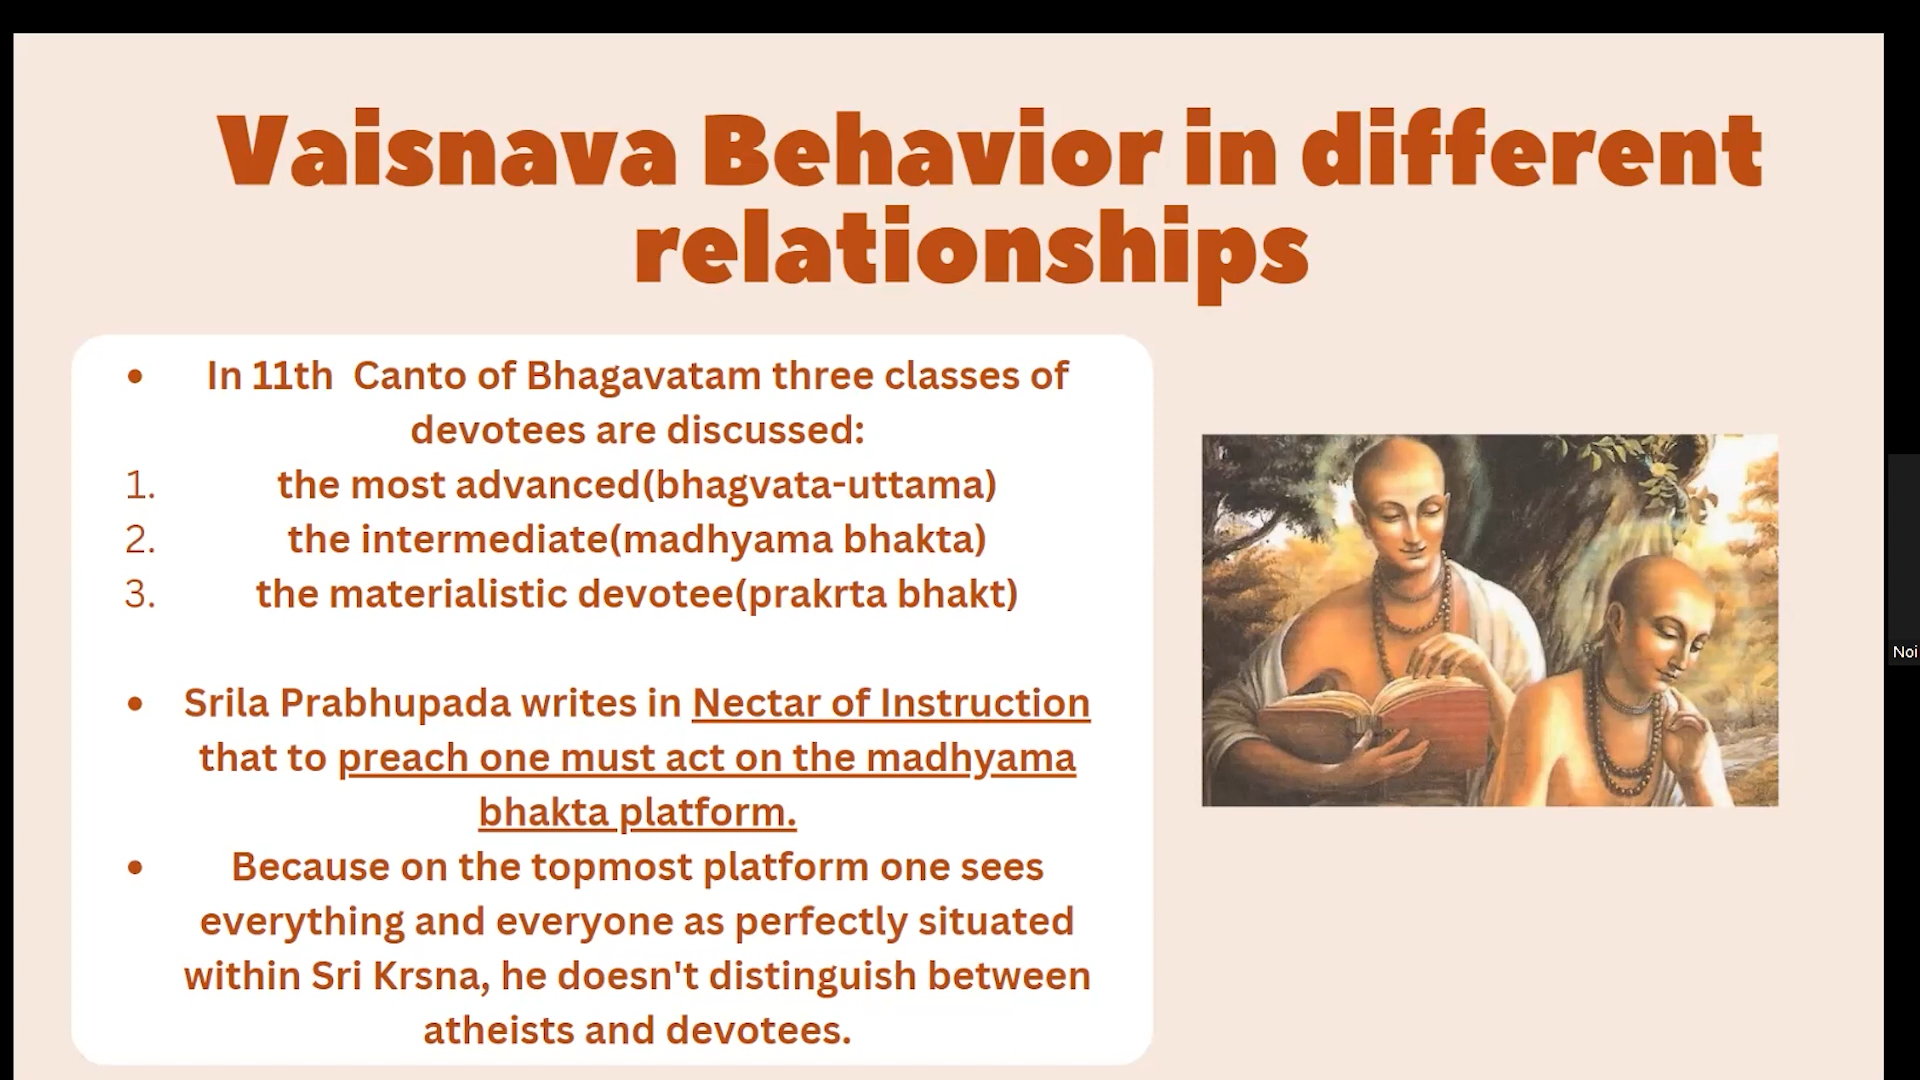 Vaisnava Behavior in different
relationships
• In 11th Canto of Bhagavatam three classes of
devotees are discussed:
1. the most advanced(bhagvata-uttama)
2. the intermediate(madhyama bhakta)
3. the materialistic devotee(prakrta bhakt)
• Srila Prabhupada writes in Nectar of Instruction
that to preach one must act on the madhyama
bhakta platform.
• Because on the topmost platform one sees
everything and everyone as perfectly situated
within Sri Krsna, he doesn't distinguish between
atheists and devotees.
Noi